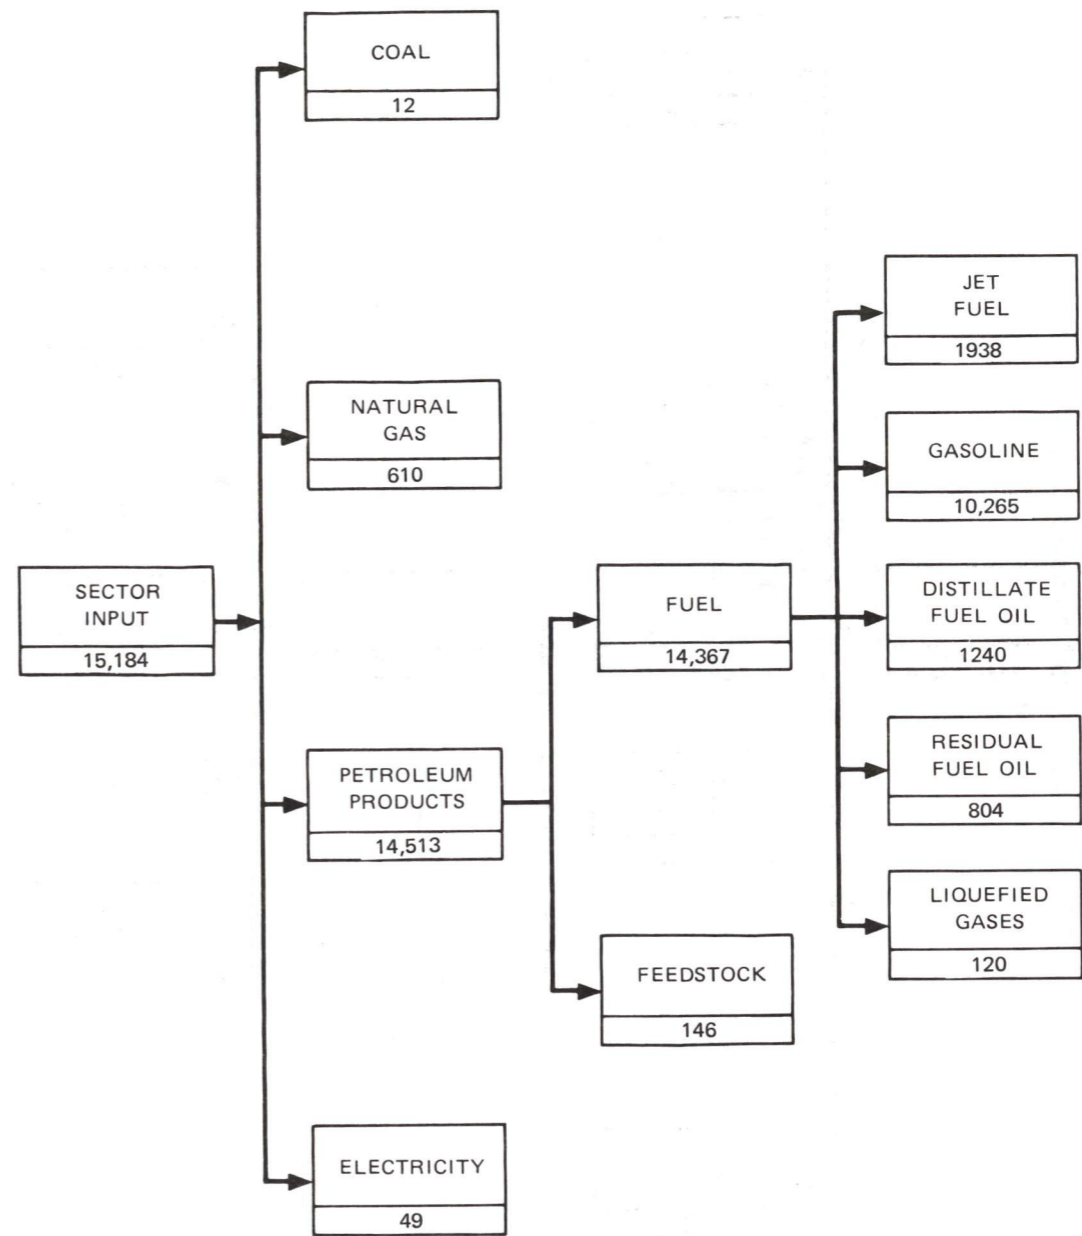 COAL
12
NATURAL
GAS
610
SECTOR
INPUT
15,184
PETROLEUM
PRODUCTS
14,513
ELECTRICITY
49
FUEL
14,367
FEEDSTOCK
146
JET
FUEL
1938
GASOLINE
10,265
DISTILLATE
FUEL OIL
1240
RESIDUAL
FUEL OIL
804
LIQUEFIED
GASES
120